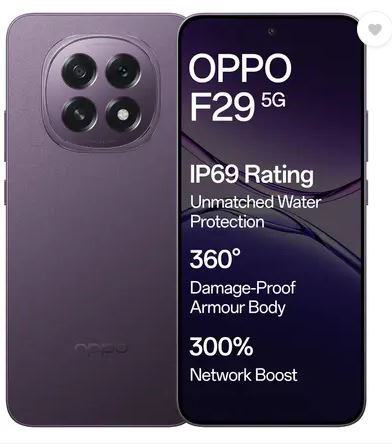 OPPO
F29 5G
IP69 Rating
Unmatched Water
Protection
360°
Damage-Proof
Armour Body
300%
Network Boost
oppo